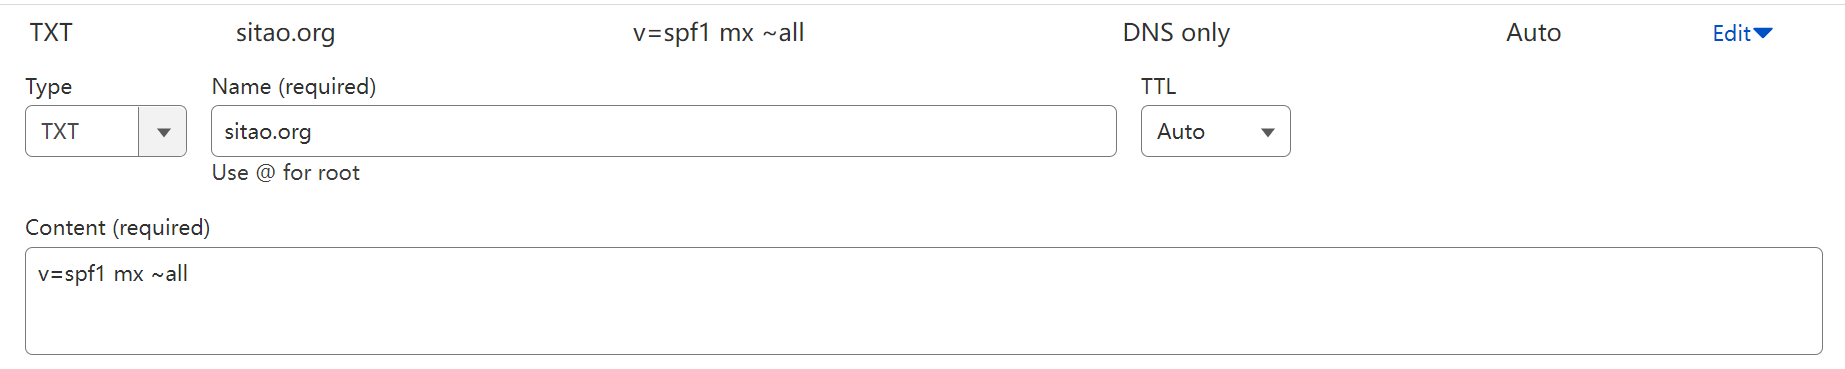 TXT sitao.org v=spf1 mx ~all DNS only Auto Edit
Type Name (required) TTL
TXT sitao.org Auto
Use @ for root
Content (required)
v=spf1 mx ~all